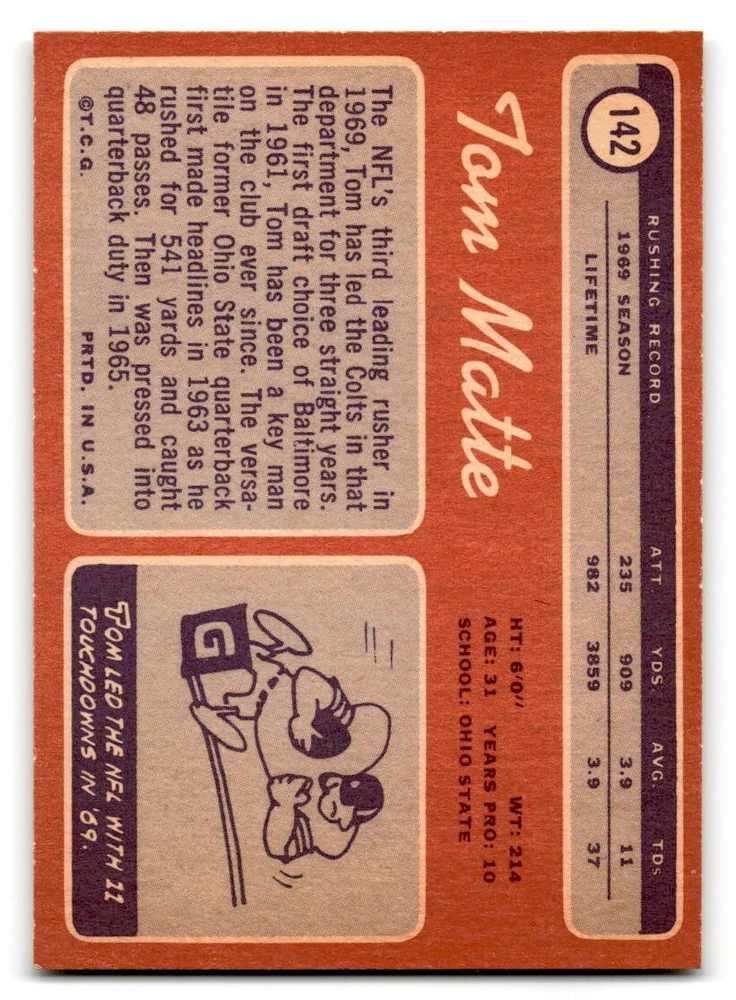 142
RUSHING RECORD ATT. YDS. AVG. TDS
1969 SEASON 235 909 3.9 11
LIFETIME 982 3859 3.9 37
Tom Matte
HT: 6'0" WT: 214
AGE: 31 YEARS PRO: 10
SCHOOL: OHIO STATE
The NFL's third leading rusher in
1969, Tom has led the Colts in that
department for three straight years.
The first draft choice of Baltimore
in 1961, Tom has been a key man
on the club ever since. The versa-
tile former Ohio State quarterback
first made headlines in 1963 as he
rushed for 541 yards and caught
48 passes. Then was pressed into
quarterback duty in 1965.
©T.C.G. PRTD. IN U.S.A.
G
TOM LED THE NFL WITH 11
TOUCHDOWNS IN '69.